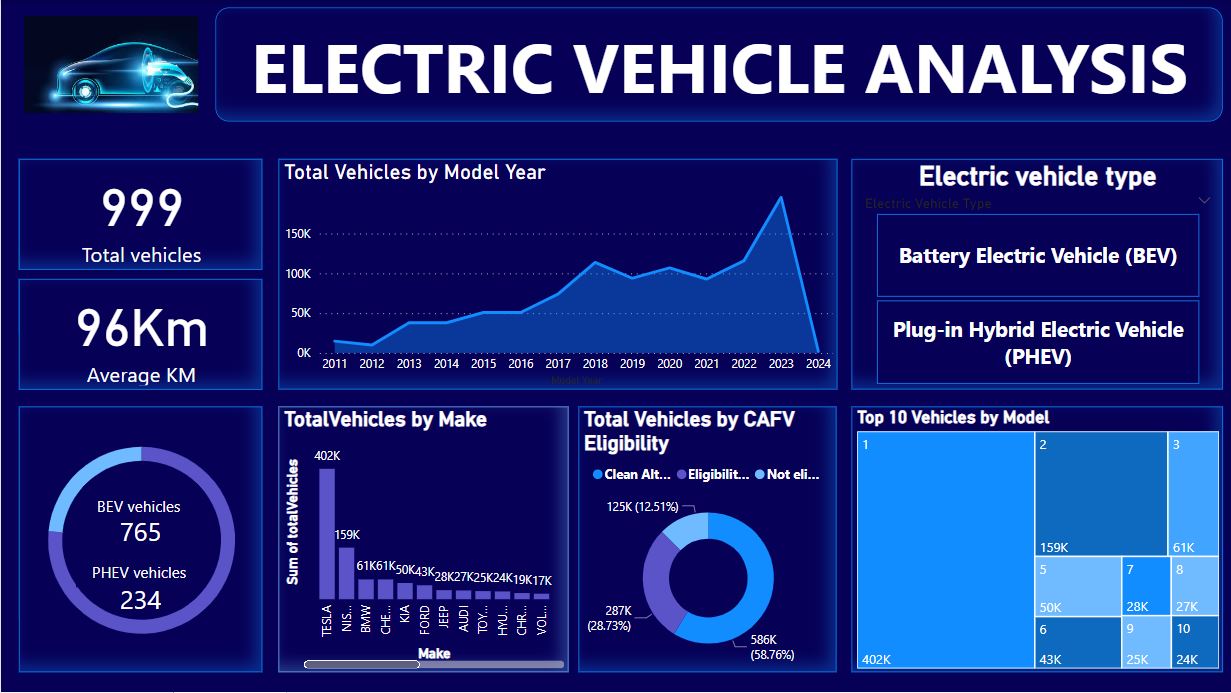 ELECTRIC VEHICLE ANALYSIS
999
Total vehicles
96Km
Average KM
Total Vehicles by Model Year
150K
100K
50K
0K
2011 2012 2013 2014 2015 2016 2017 2018 2019 2020 2021 2022 2023 2024
Model Year
Electric vehicle type
Electric Vehicle Type
Battery Electric Vehicle (BEV)
Plug-in Hybrid Electric Vehicle
(PHEV)
BEV vehicles
765
PHEV vehicles
234
TotalVehicles by Make
Sum of totalVehicles
402K
159K
61K 61K 50K 43K 28K 27K 25K 24K 19K 17K
TESLA
NIS...
BMW
CHE...
KIA
FORD
JEEP
AUDI
TOY...
HYU...
CHR...
VOL...
Make
Total Vehicles by CAFV
Eligibility
Clean Alt... Eligibilit... Not eli...
125K (12.51%)
287K
(28.73%)
586K
(58.76%)
Top 10 Vehicles by Model
1
402K
2
159K
3
61K
5
50K
6
43K
7
28K
8
27K
9
25K
10
24K